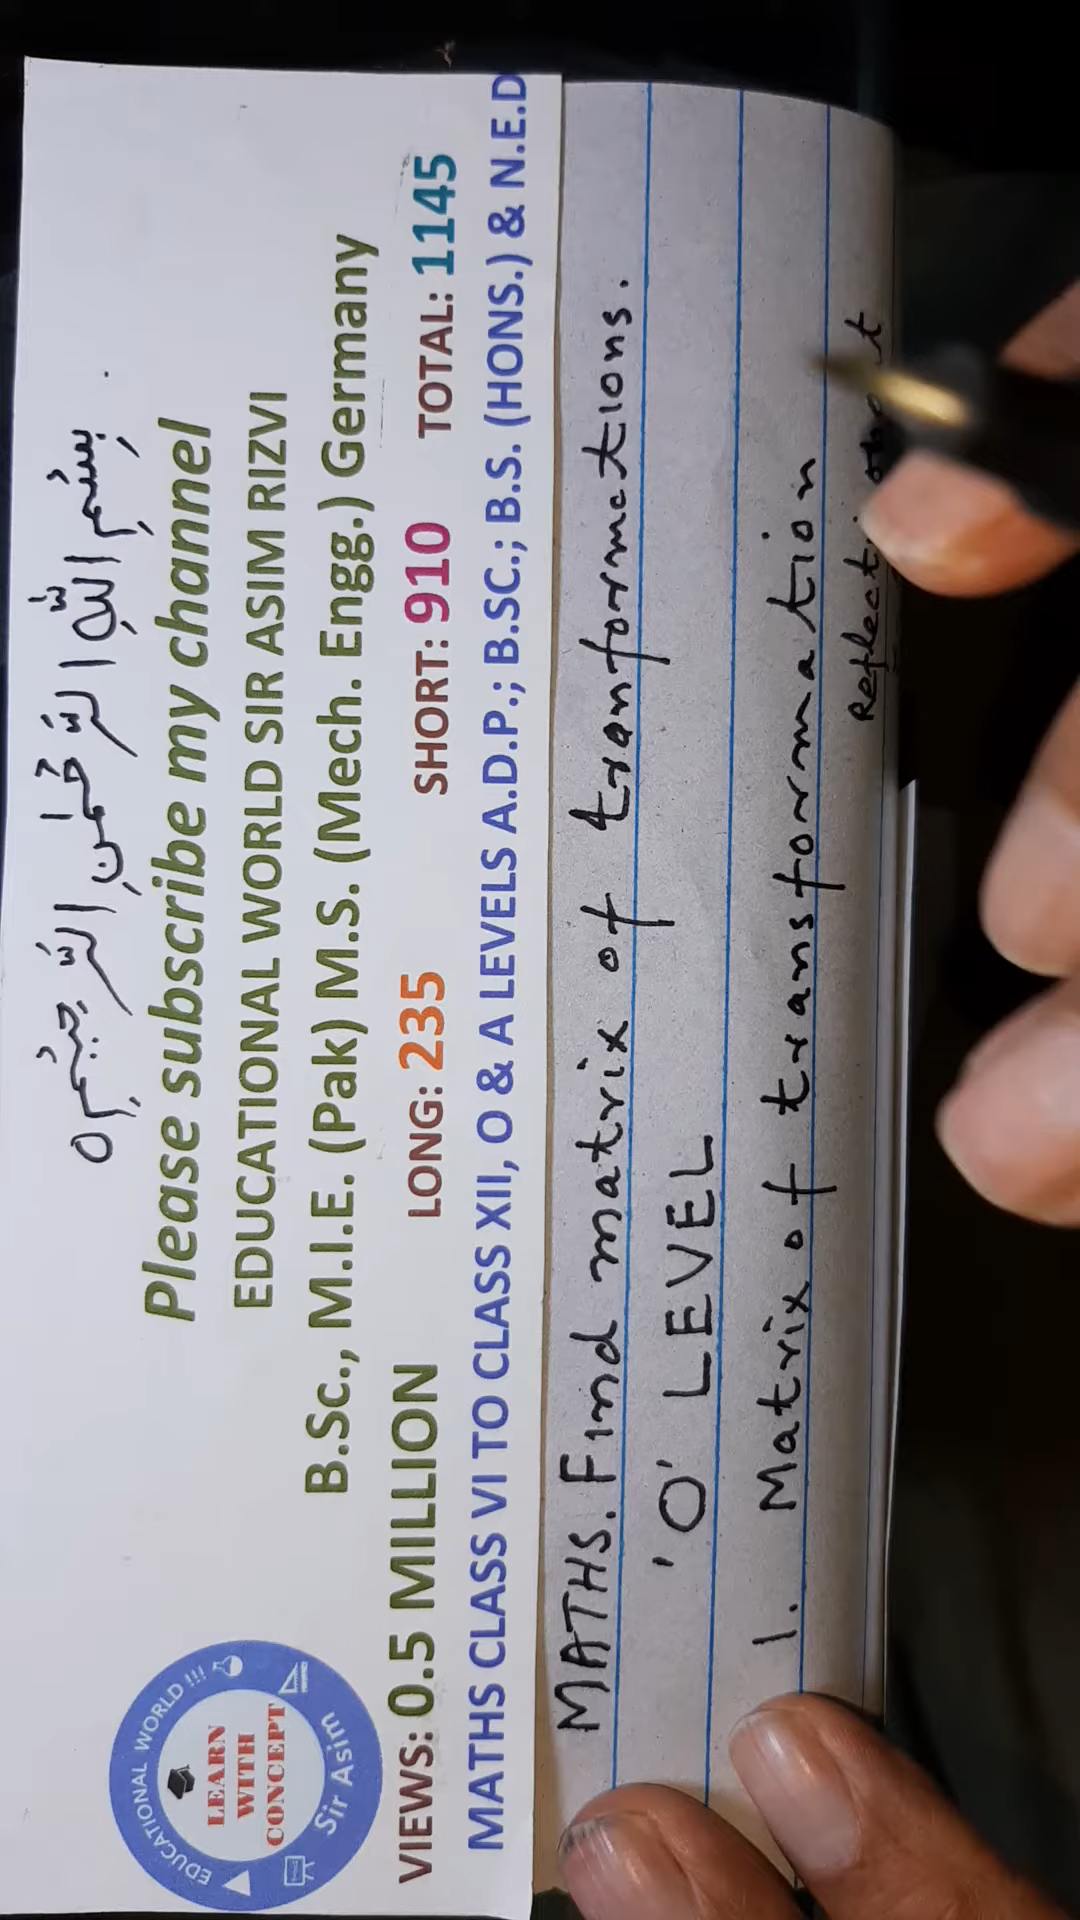 بِسْمِ اللّٰهِ الرَّحْمٰنِ الرَّحِيْمِ
Please subscribe my channel
EDUCATIONAL WORLD SIR ASIM RIZVI
B.Sc., M.I.E. (Pak) M.S. (Mech. Engg.) Germany
VIEWS: 0.5 MILLION LONG: 235 SHORT: 910 TOTAL: 1145
MATHS CLASS VI TO CLASS XII, O & A LEVELS A.D.P.; B.SC.; B.S. (HONS.) & N.E.D
EDUCATIONAL WORLD !!!
LEARN
WITH
CONCEPT
Sir Asim
MATHS. Find matrix of tranformations.
'O' LEVEL
1. Matrix of transformation